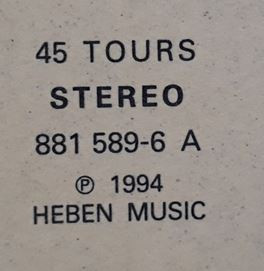 45 TOURS
STEREO
881 589-6 A
℗ 1994
HEBEN MUSIC